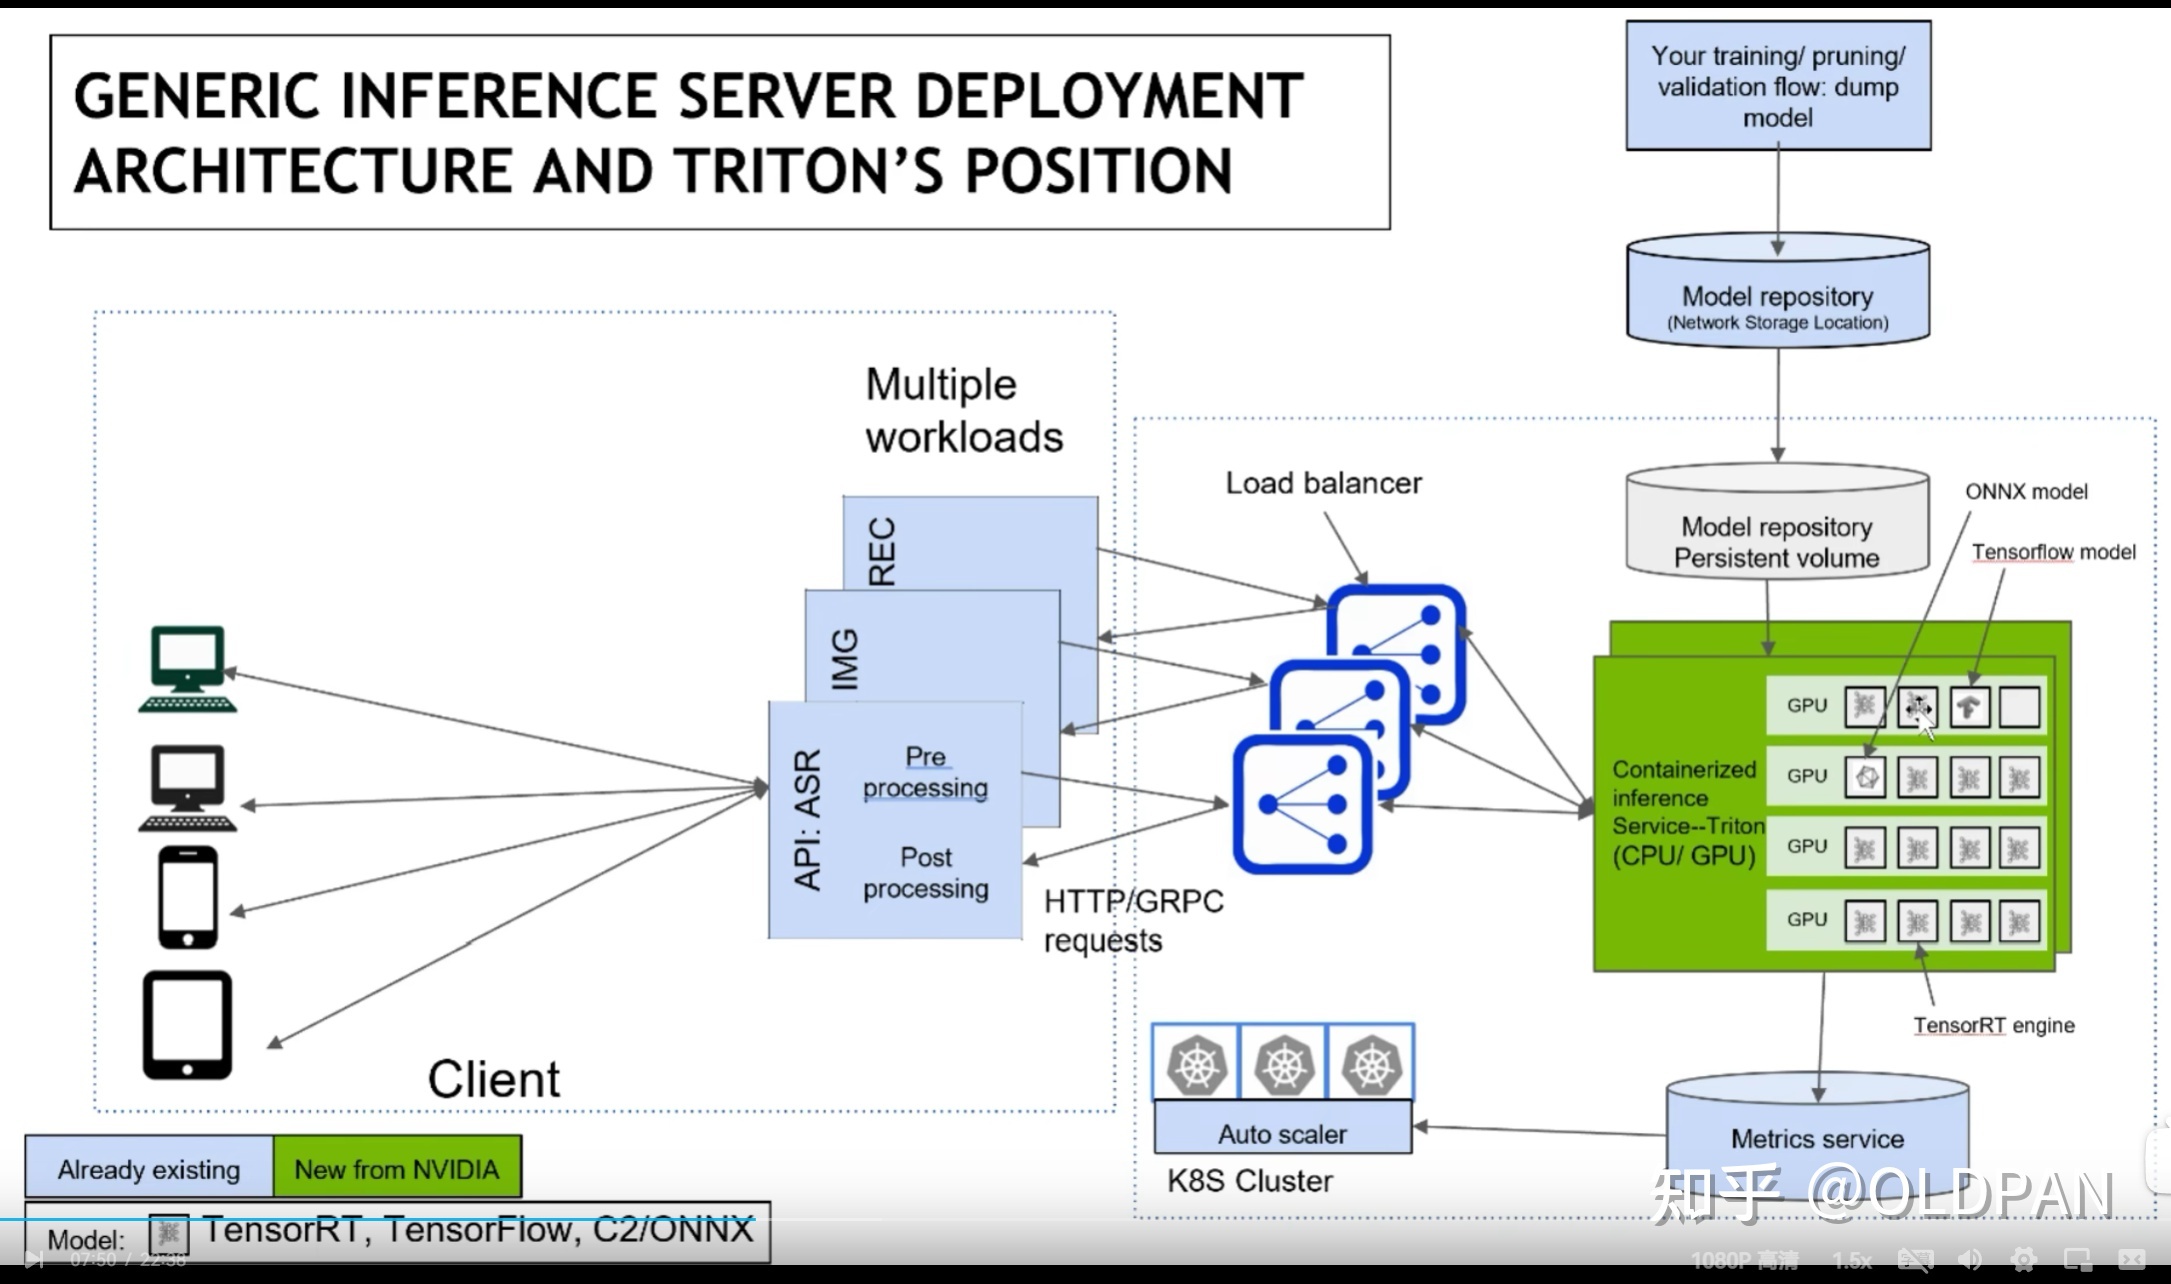 GENERIC INFERENCE SERVER DEPLOYMENT
ARCHITECTURE AND TRITON’S POSITION
Your training/ pruning/
validation flow: dump
model
Model repository
(Network Storage Location)
Multiple
workloads
Load balancer
Model repository
Persistent volume
ONNX model
Tensorflow model
REC
IMG
API: ASR
Pre
processing
Post
processing
HTTP/GRPC
requests
Containerized
inference
Service--Triton
(CPU/ GPU)
GPU
GPU
GPU
GPU
TensorRT engine
Client
Auto scaler
K8S Cluster
Metrics service
Already existing
New from NVIDIA
Model:
TensorRT, TensorFlow, C2/ONNX
知乎 @OLDPAN
07:50 / 22:38
1080P 高清
1.5x